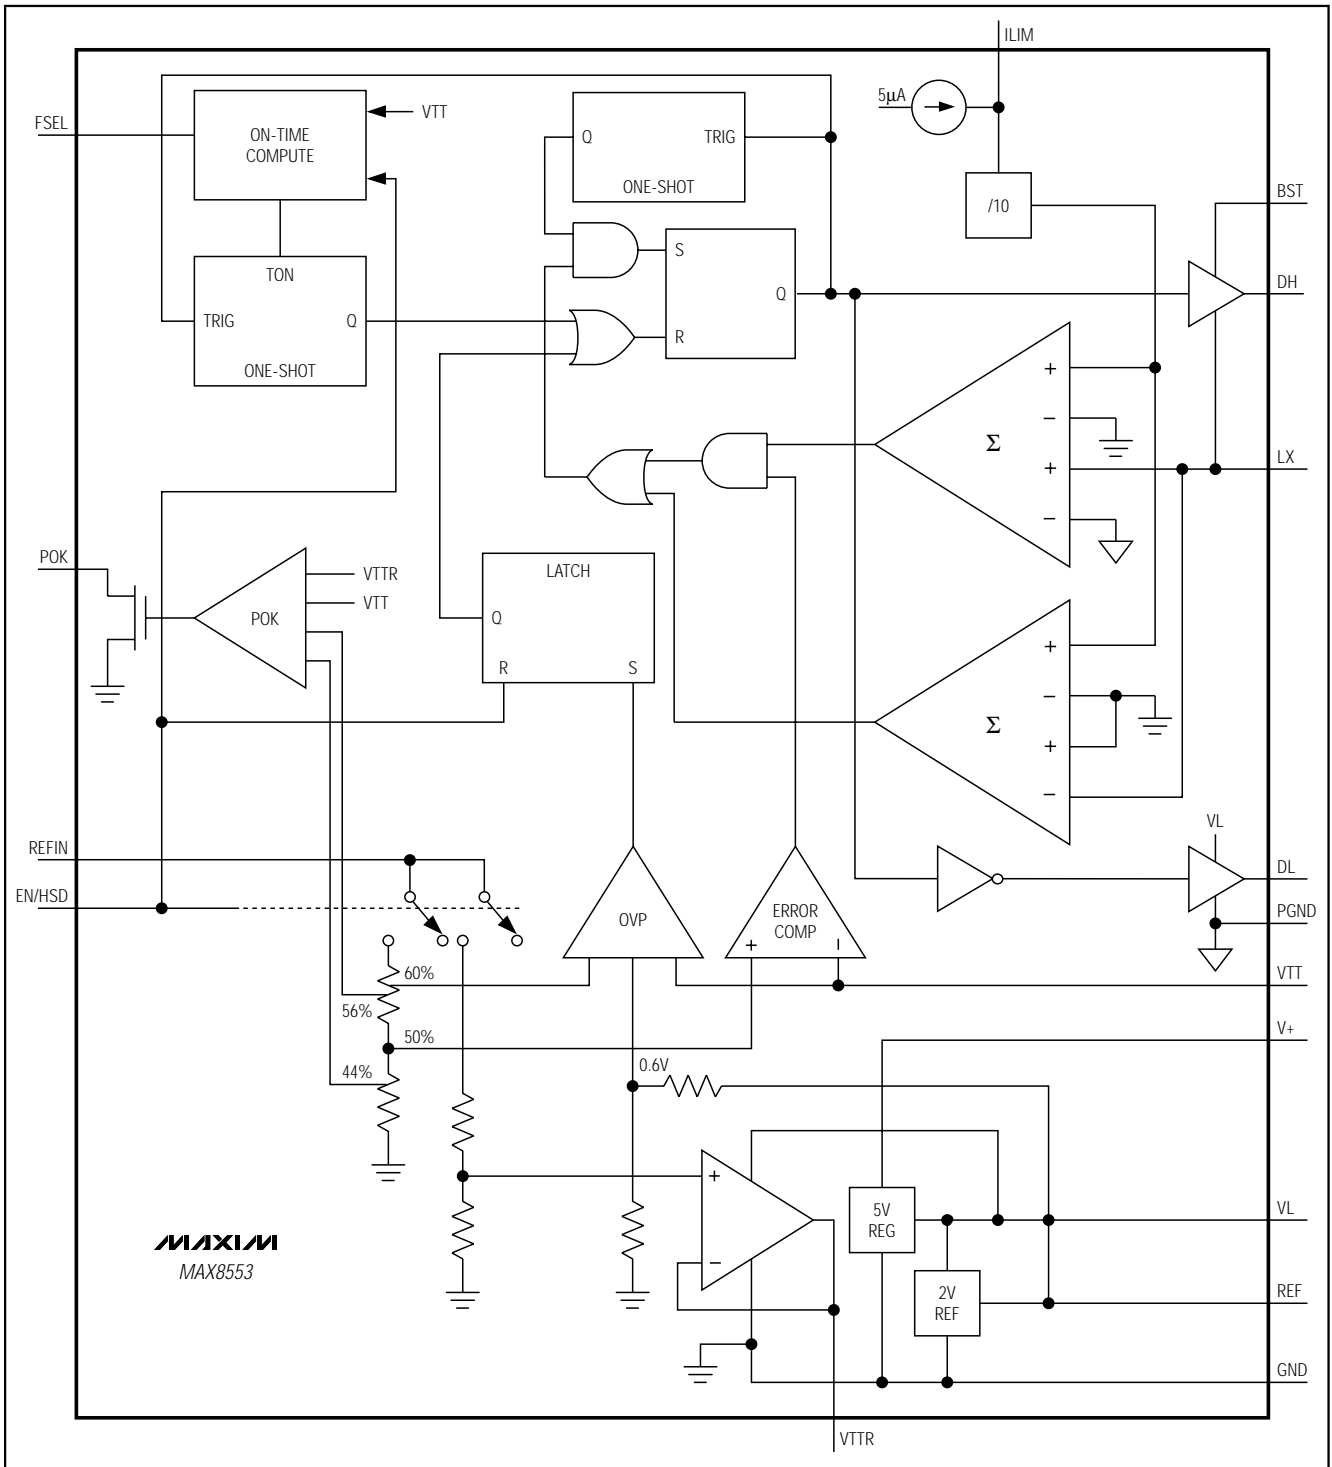 ILIM
5µA
FSEL
ON-TIME
COMPUTE
VTT
Q
TRIG
ONE-SHOT
/10
BST
TON
TRIG
Q
ONE-SHOT
S
Q
R
DH
+
−
Σ
+
−
LX
POK
POK
VTTR
VTT
LATCH
Q
R
S
+
−
Σ
+
−
REFIN
EN/HSD
OVP
ERROR
COMP
+
−
VL
DL
PGND
VTT
60%
56%
50%
44%
0.6V
V+
+
−
5V
REG
VL
2V
REF
REF
GND
MAXIM
MAX8553
VTTR